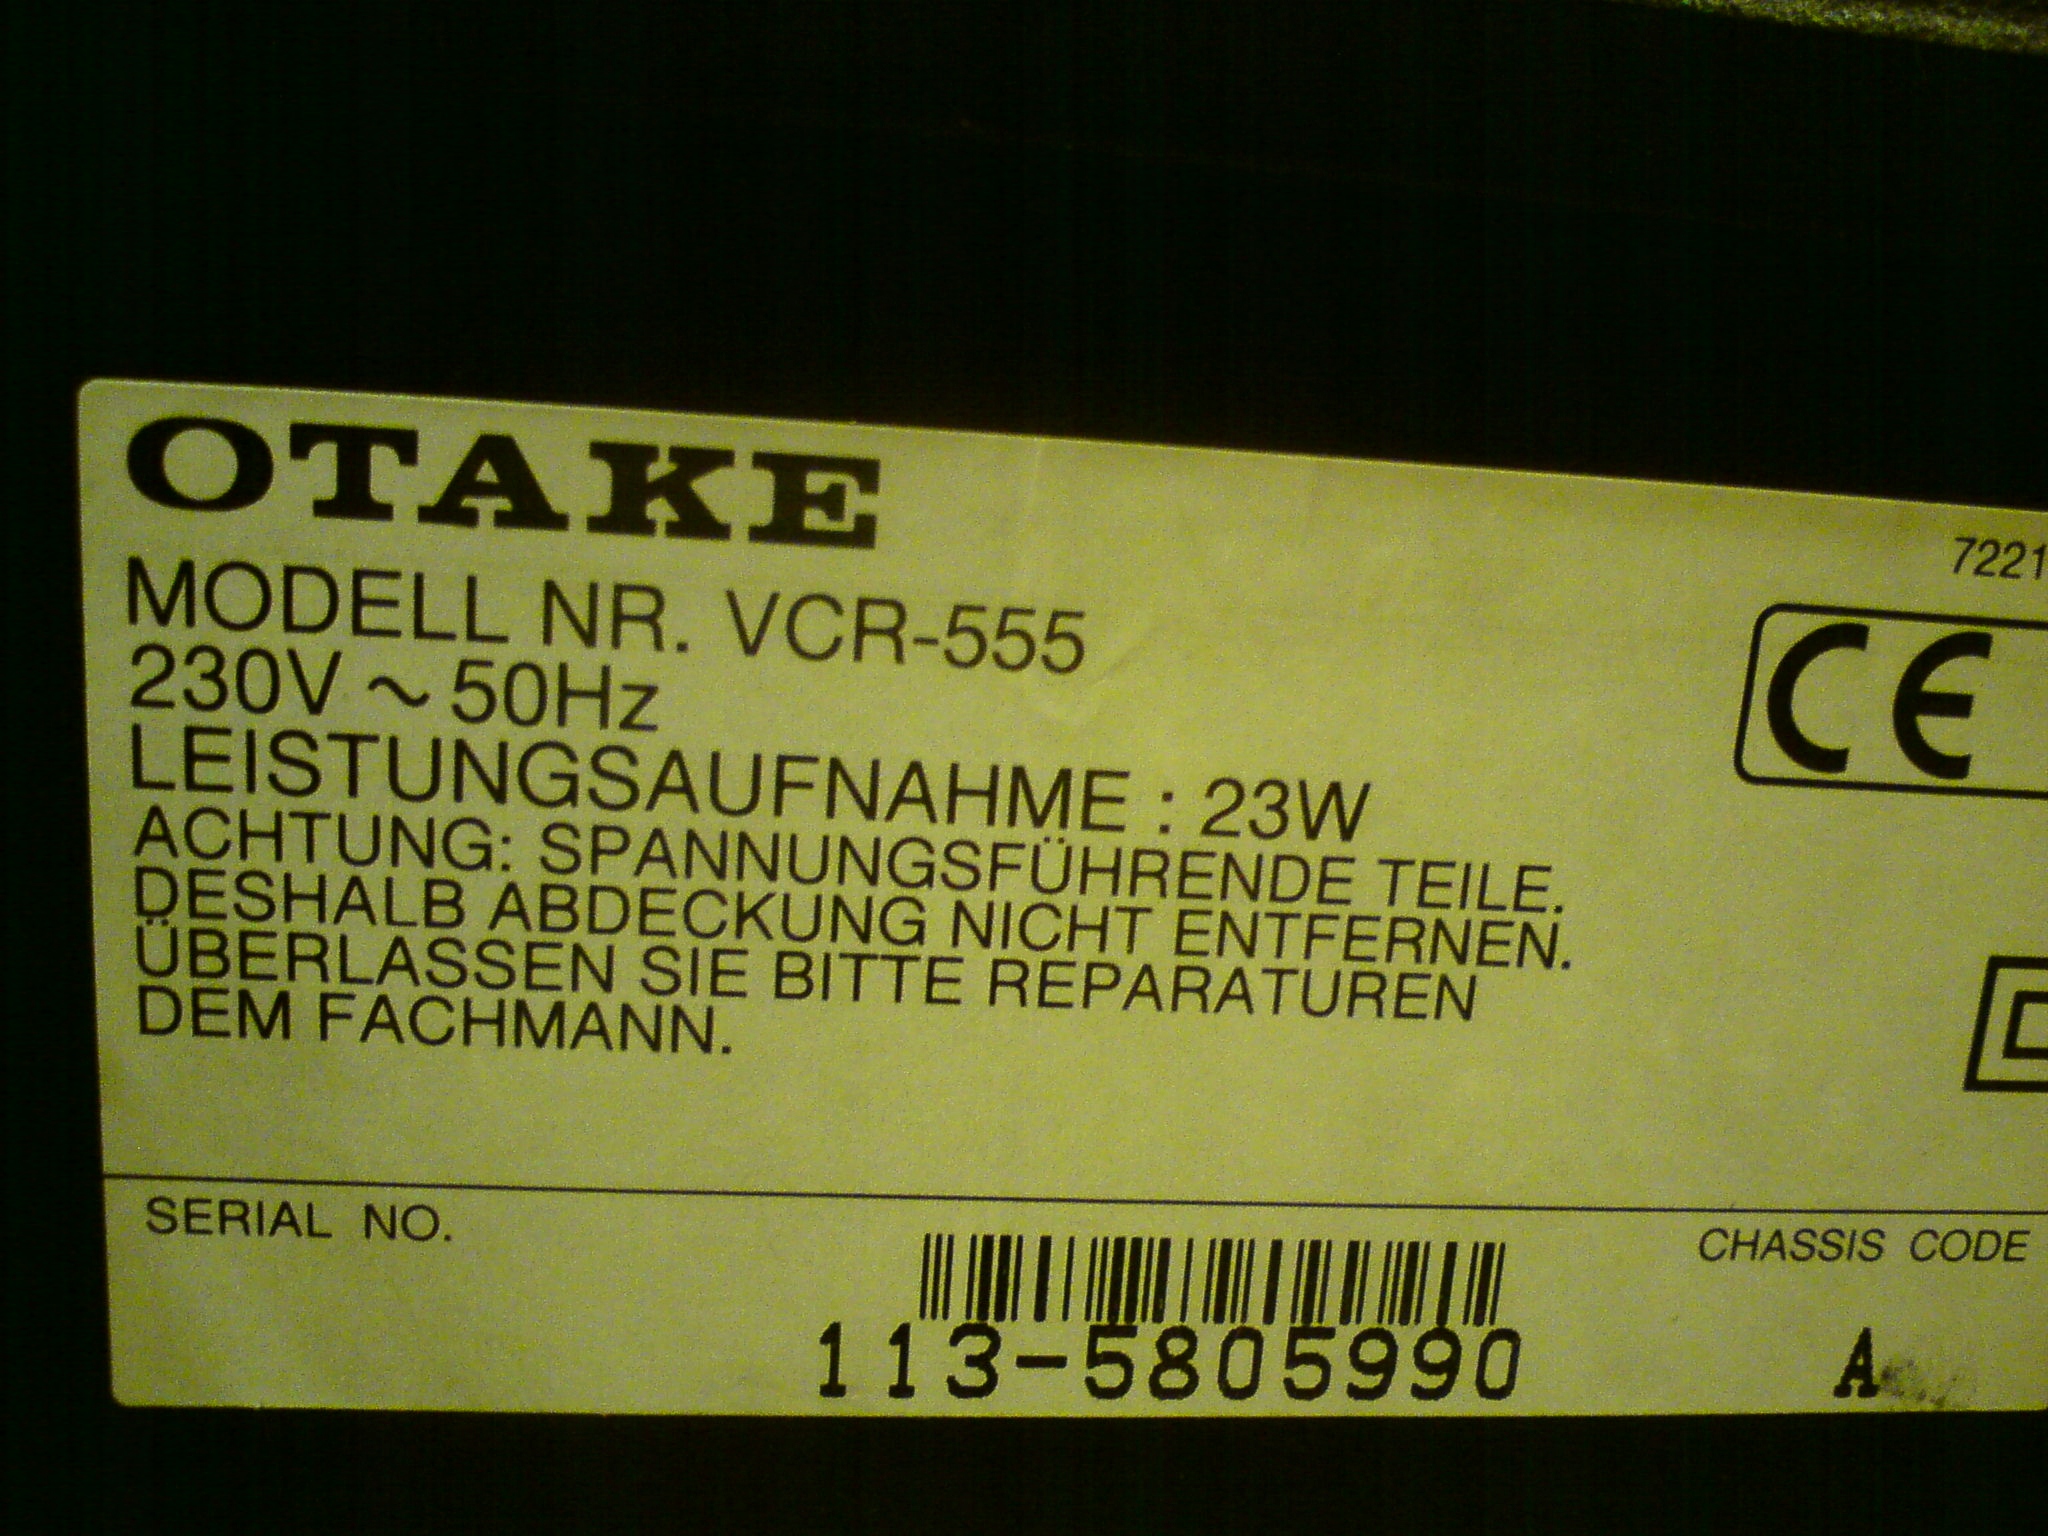 OTAKE
7221
MODELL NR. VCR-555
CE
230V ~ 50Hz
LEISTUNGSAUFNAHME : 23W
ACHTUNG: SPANNUNGSFÜHRENDE TEILE.
DESHALB ABDECKUNG NICHT ENTFERNEN.
ÜBERLASSEN SIE BITTE REPARATUREN
DEM FACHMANN.
SERIAL NO.
CHASSIS CODE
113-5805990
A